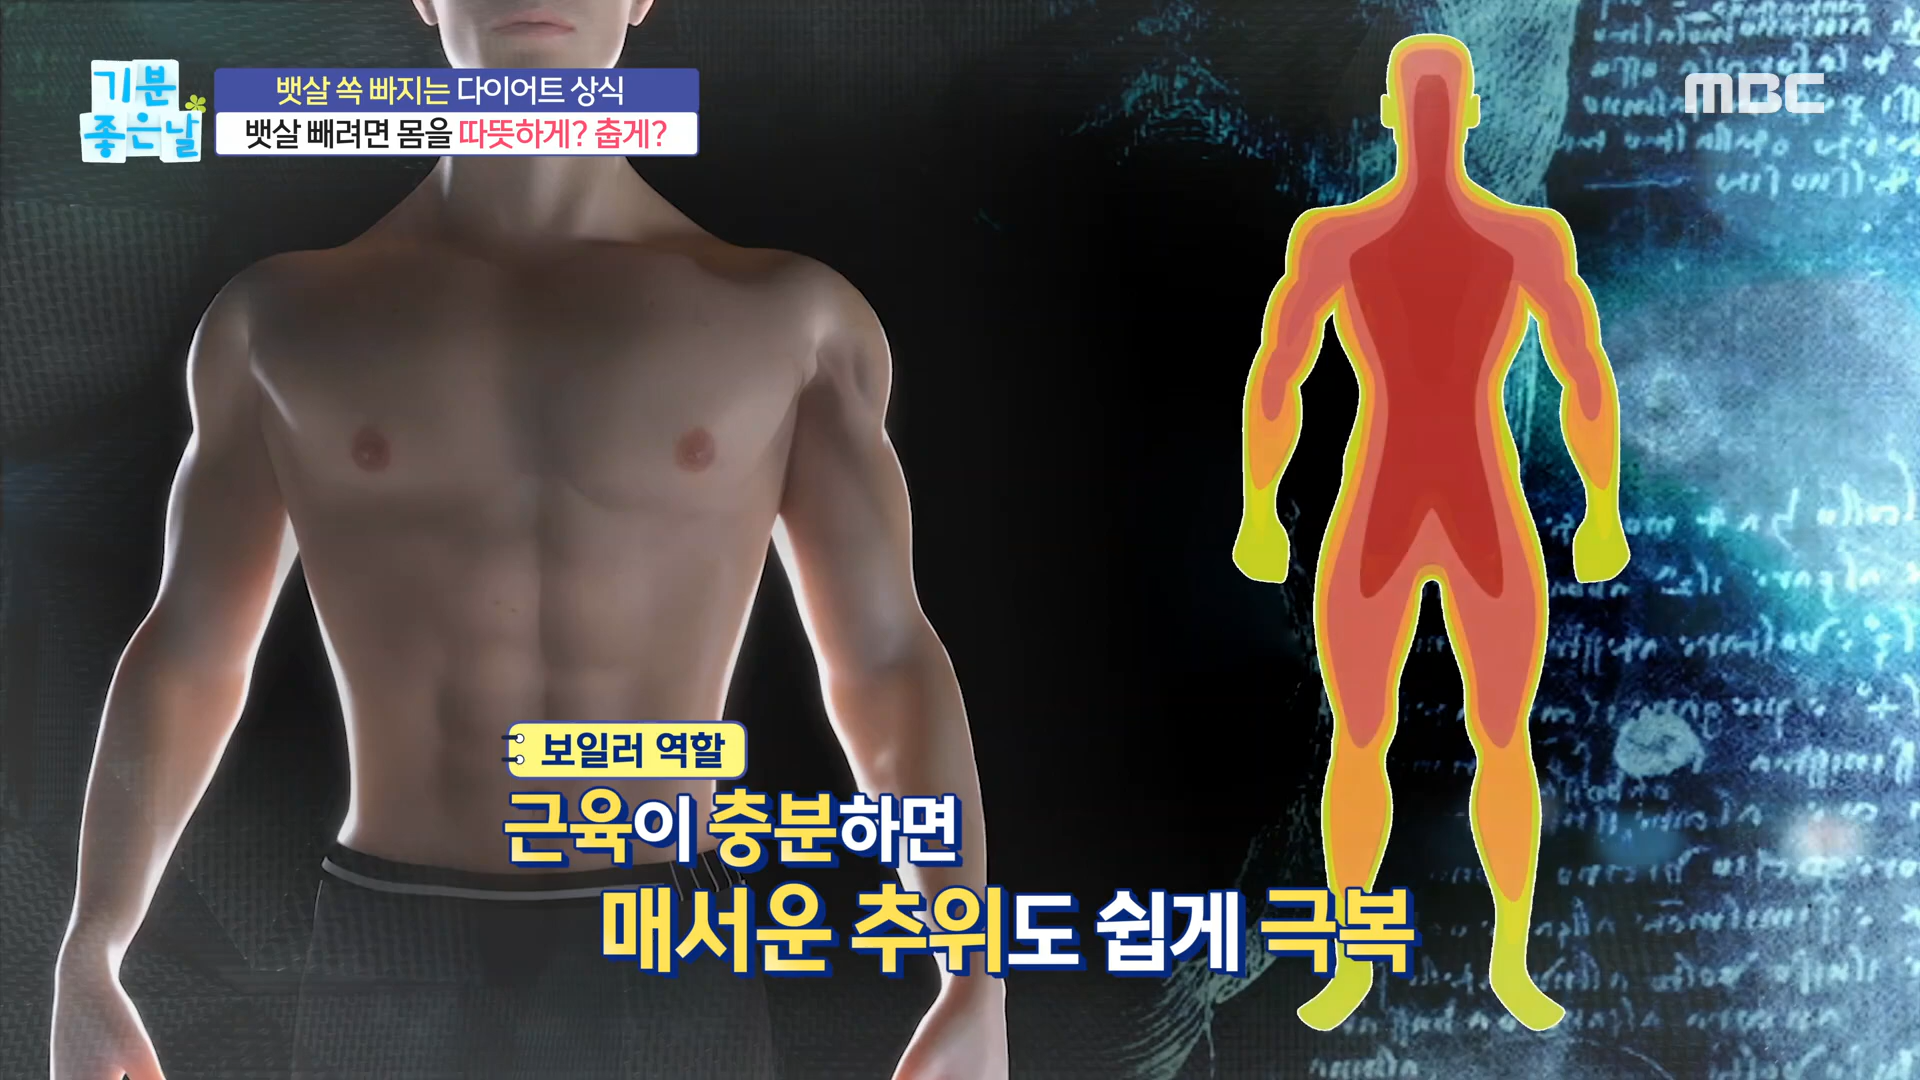 기분
좋은날
뱃살 쏙 빠지는 다이어트 상식
뱃살 빼려면 몸을 따뜻하게? 춥게?
MBC
보일러 역할
근육이 충분하면
매서운 추위도 쉽게 극복